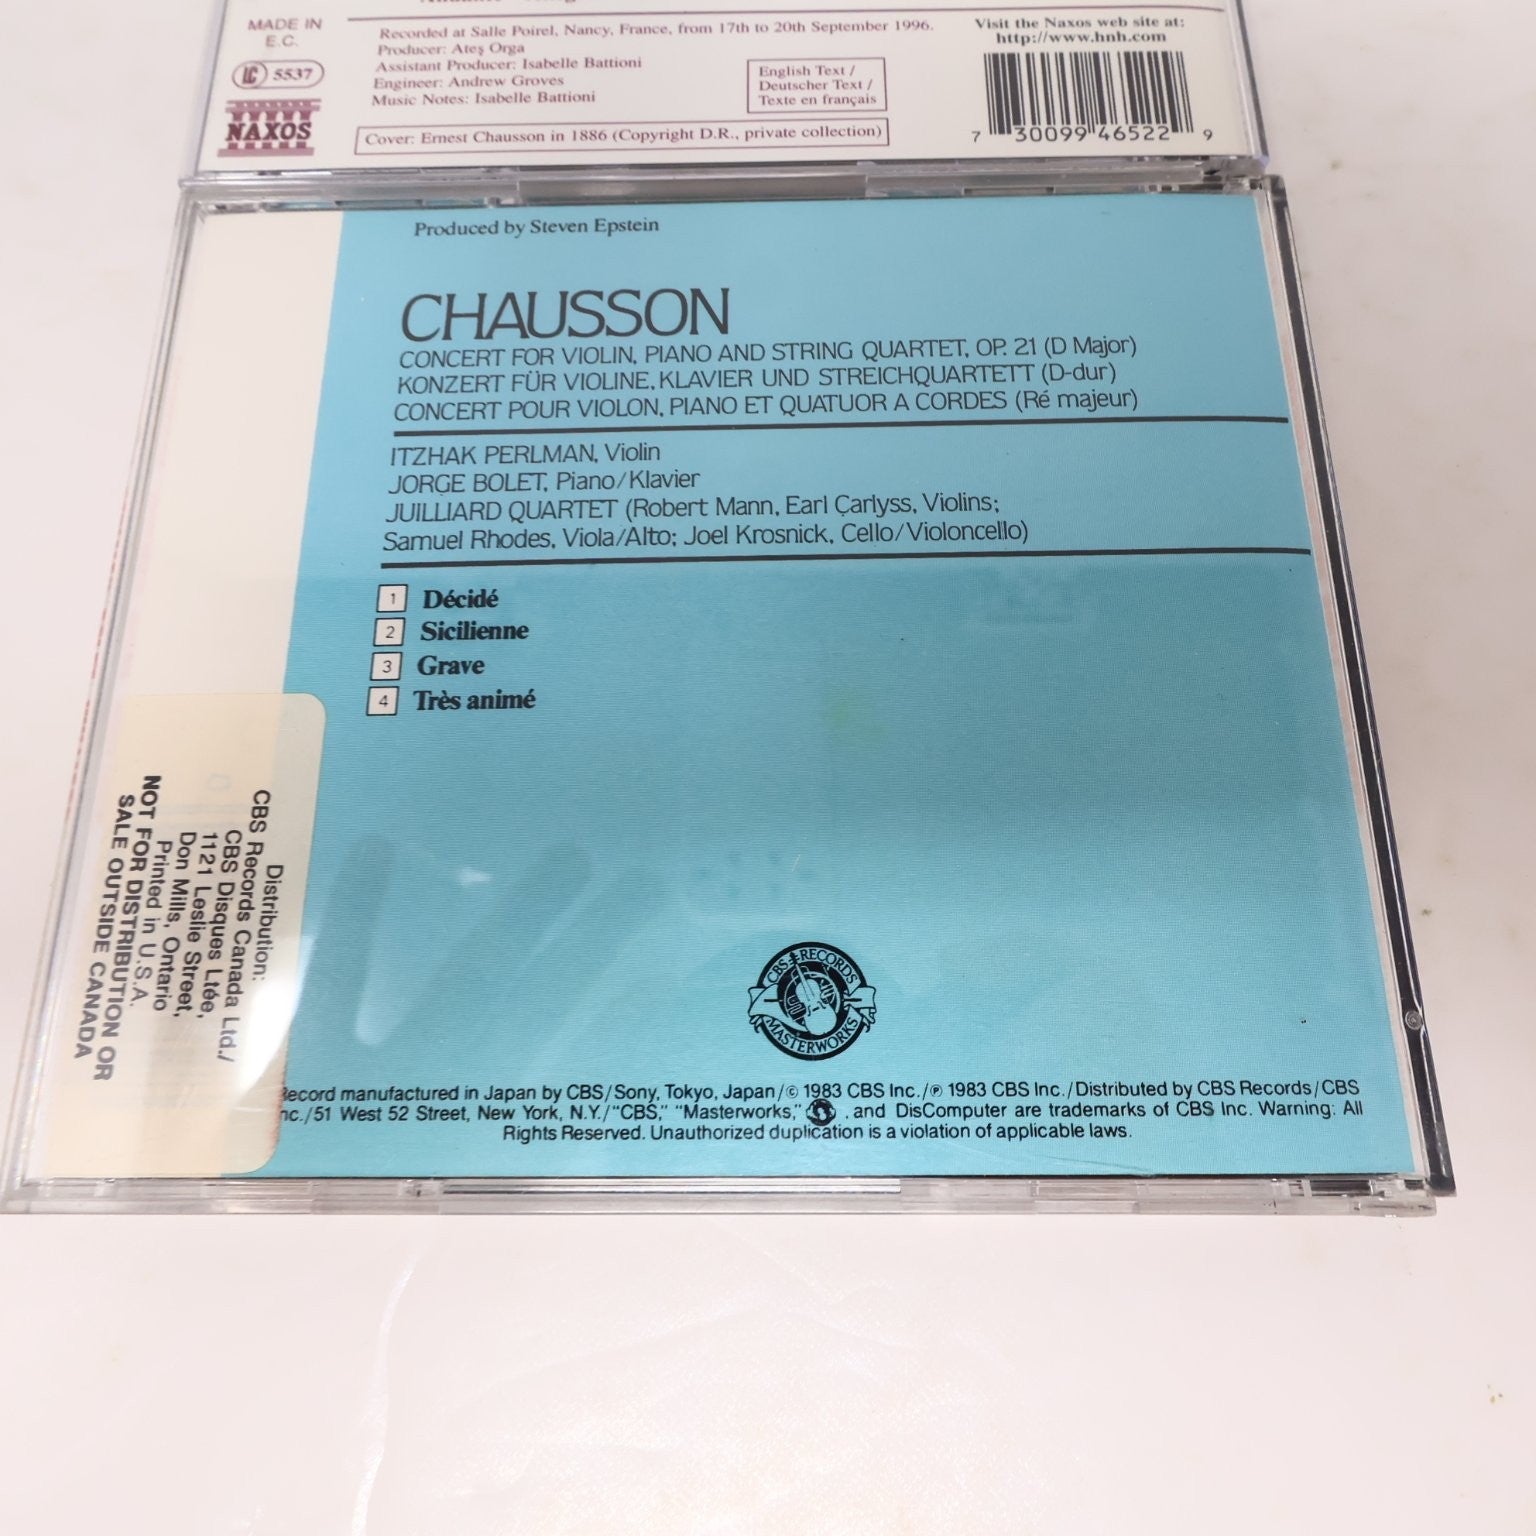 MADE IN
E.C.
LC 5537
NAXOS
Recorded at Salle Poirel, Nancy, France, from 17th to 20th September 1996.
Producer: Ateş Orga
Assistant Producer: Isabelle Battioni
Engineer: Andrew Groves
Music Notes: Isabelle Battioni
English Text /
Deutscher Text /
Texte en français
Cover: Ernest Chausson in 1886 (Copyright D.R., private collection)
Visit the Naxos web site at:
http://www.hnh.com
7 30099 46522 9
Produced by Steven Epstein
CHAUSSON
CONCERT FOR VIOLIN, PIANO AND STRING QUARTET, OP. 21 (D Major)
KONZERT FÜR VIOLINE, KLAVIER UND STREICHQUARTETT (D-dur)
CONCERT POUR VIOLON, PIANO ET QUATUOR A CORDES (Ré majeur)
ITZHAK PERLMAN, Violin
JORGE BOLET, Piano/Klavier
JUILLIARD QUARTET (Robert Mann, Earl Carlyss, Violins;
Samuel Rhodes, Viola/Alto; Joel Krosnick, Cello/Violoncello)
1 Décidé
2 Sicilienne
3 Grave
4 Très animé
Distribution:
CBS Records Canada Ltd./
CBS Disques Ltée,
1121 Leslie Street,
Don Mills, Ontario
Printed in U.S.A.
NOT FOR DISTRIBUTION OR
SALE OUTSIDE CANADA
CBS RECORDS
MASTERWORKS
Record manufactured in Japan by CBS/Sony, Tokyo, Japan/© 1983 CBS Inc./℗ 1983 CBS Inc./Distributed by CBS Records/CBS
nc./51 West 52 Street, New York, N.Y./"CBS," "Masterworks," , and DisComputer are trademarks of CBS Inc. Warning: All
Rights Reserved. Unauthorized duplication is a violation of applicable laws.